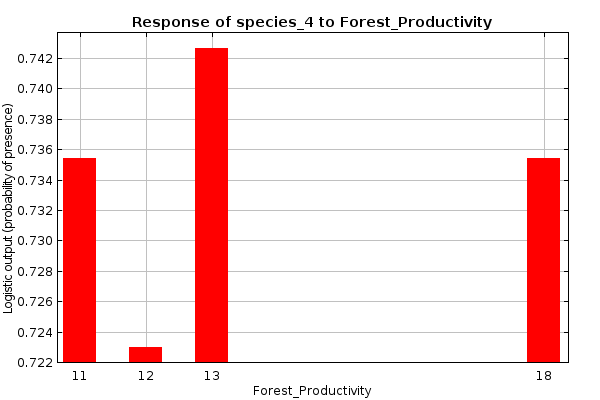 Response of species_4 to Forest_Productivity
Logistic output (probability of presence)
0.742
0.740
0.738
0.736
0.734
0.732
0.730
0.728
0.726
0.724
0.722
11 12 13 18
Forest_Productivity